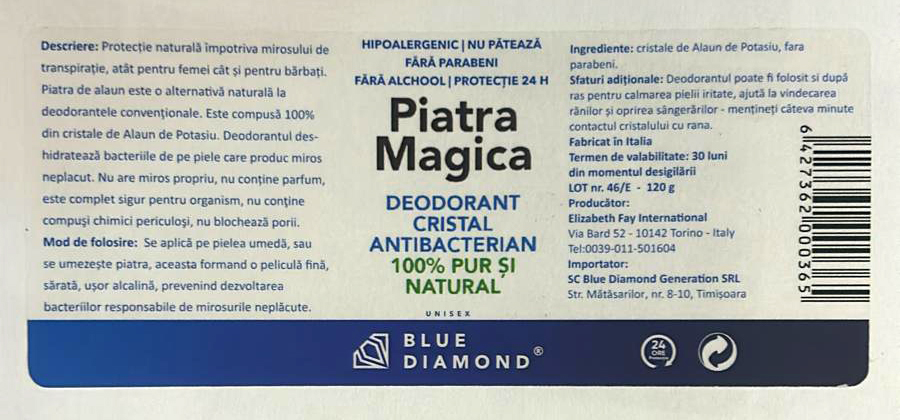 Descriere: Protecție naturală împotriva mirosului de
transpirație, atât pentru femei cât și pentru bărbați.
Piatra de alaun este o alternativă naturală la
deodorantele convenționale. Este compusă 100%
din cristale de Alaun de Potasiu. Deodorantul des-
hidratează bacteriile de pe piele care produc miros
neplacut. Nu are miros propriu, nu conține parfum,
este complet sigur pentru organism, nu conține
compuși chimici periculoși, nu blochează porii.
Mod de folosire: Se aplică pe pielea umedă, sau
se umezește piatra, aceasta formand o peliculă fină,
sărată, ușor alcalină, prevenind dezvoltarea
bacteriilor responsabile de mirosurile neplăcute.
HIPOALERGENIC | NU PĂTEAZĂ
FĂRĂ PARABENI
FĂRĂ ALCHOOL | PROTECȚIE 24 H
Piatra
Magica
DEODORANT
CRISTAL
ANTIBACTERIAN
100% PUR ȘI
NATURAL
UNISEX
Ingrediente: cristale de Alaun de Potasiu, fara
parabeni.
Sfaturi adiționale: Deodorantul poate fi folosit si după
ras pentru calmarea pielii iritate, ajută la vindecarea
rănilor și oprirea sângerărilor - mențineți câteva minute
contactul cristalului cu rana.
Fabricat în Italia
Termen de valabilitate: 30 luni
din momentul desigilării
LOT nr. 46/E - 120 g
Producător:
Elizabeth Fay International
Via Bard 52 - 10142 Torino - Italy
Tel:0039-011-501604
Importator:
SC Blue Diamond Generation SRL
Str. Mătăsarilor, nr. 8-10, Timișoara
6 427362 000365
BLUE
DIAMOND®
24
ORE